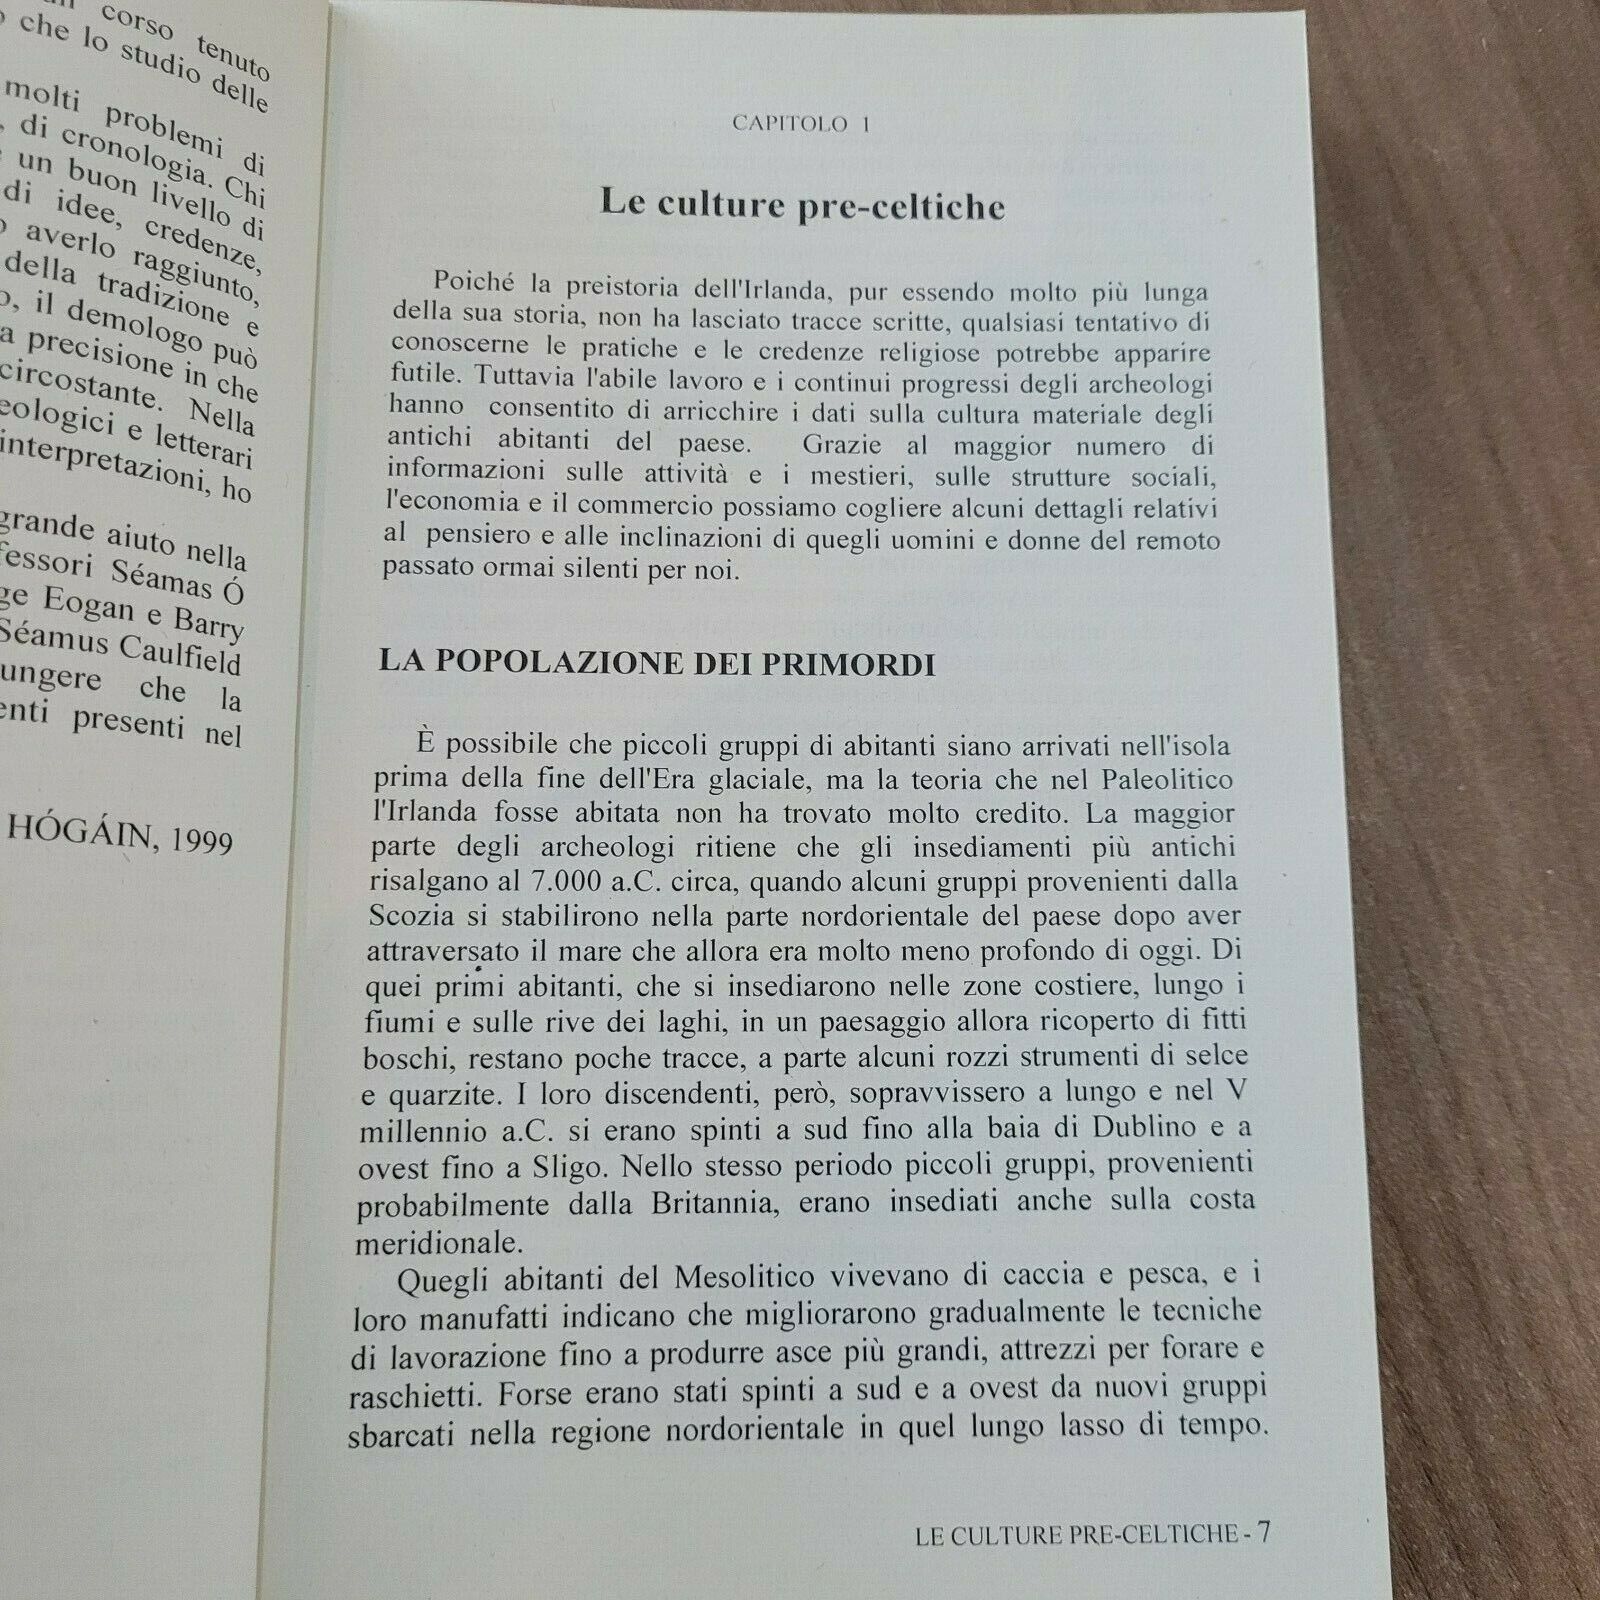 corso tenuto
che lo studio delle
molti problemi di
, di cronologia. Chi
un buon livello di
di idee, credenze,
averlo raggiunto,
della tradizione e
, il demologo può
a precisione in che
circostante. Nella
eologici e letterari
interpretazioni, ho
grande aiuto nella
fessori Séamas Ó
ge Eogan e Barry
Séamus Caulfield
ungere che la
enti presenti nel
HÓGÁIN, 1999
CAPITOLO 1
Le culture pre-celtiche
Poiché la preistoria dell'Irlanda, pur essendo molto più lunga
della sua storia, non ha lasciato tracce scritte, qualsiasi tentativo di
conoscerne le pratiche e le credenze religiose potrebbe apparire
futile. Tuttavia l'abile lavoro e i continui progressi degli archeologi
hanno consentito di arricchire i dati sulla cultura materiale degli
antichi abitanti del paese. Grazie al maggior numero di
informazioni sulle attività e i mestieri, sulle strutture sociali,
l'economia e il commercio possiamo cogliere alcuni dettagli relativi
al pensiero e alle inclinazioni di quegli uomini e donne del remoto
passato ormai silenti per noi.
LA POPOLAZIONE DEI PRIMORDI
È possibile che piccoli gruppi di abitanti siano arrivati nell'isola
prima della fine dell'Era glaciale, ma la teoria che nel Paleolitico
l'Irlanda fosse abitata non ha trovato molto credito. La maggior
parte degli archeologi ritiene che gli insediamenti più antichi
risalgano al 7.000 a.C. circa, quando alcuni gruppi provenienti dalla
Scozia si stabilirono nella parte nordorientale del paese dopo aver
attraversato il mare che allora era molto meno profondo di oggi. Di
quei primi abitanti, che si insediarono nelle zone costiere, lungo i
fiumi e sulle rive dei laghi, in un paesaggio allora ricoperto di fitti
boschi, restano poche tracce, a parte alcuni rozzi strumenti di selce
e quarzite. I loro discendenti, però, sopravvissero a lungo e nel V
millennio a.C. si erano spinti a sud fino alla baia di Dublino e a
ovest fino a Sligo. Nello stesso periodo piccoli gruppi, provenienti
probabilmente dalla Britannia, erano insediati anche sulla costa
meridionale.
Quegli abitanti del Mesolitico vivevano di caccia e pesca, e i
loro manufatti indicano che migliorarono gradualmente le tecniche
di lavorazione fino a produrre asce più grandi, attrezzi per forare e
raschietti. Forse erano stati spinti a sud e a ovest da nuovi gruppi
sbarcati nella regione nordorientale in quel lungo lasso di tempo.
LE CULTURE PRE-CELTICHE - 7